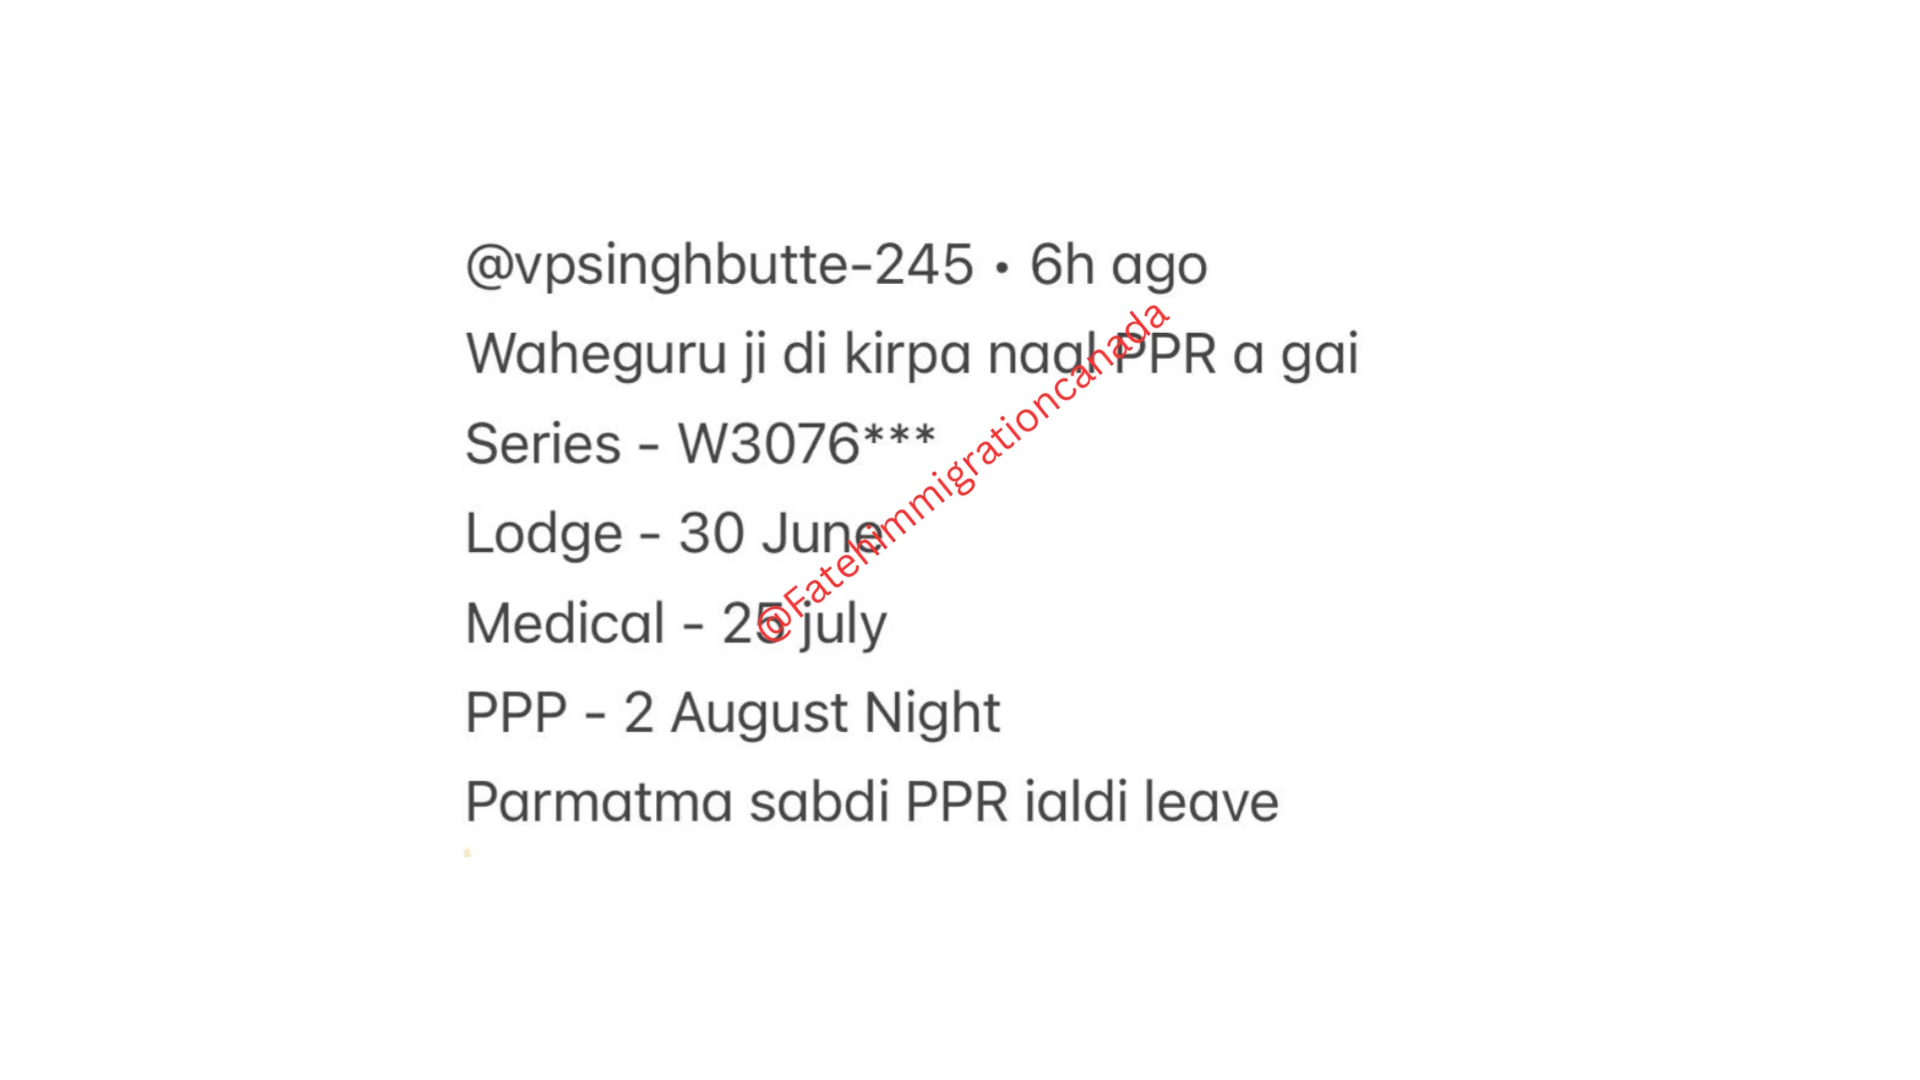 @vpsinghbutte-245 • 6h ago
Waheguru ji di kirpa naal PPR a gai
Series - W3076***
Lodge - 30 June
Medical - 25 july
PPP - 2 August Night
Parmatma sabdi PPR ialdi leave
@Fatehimmigrationcanada